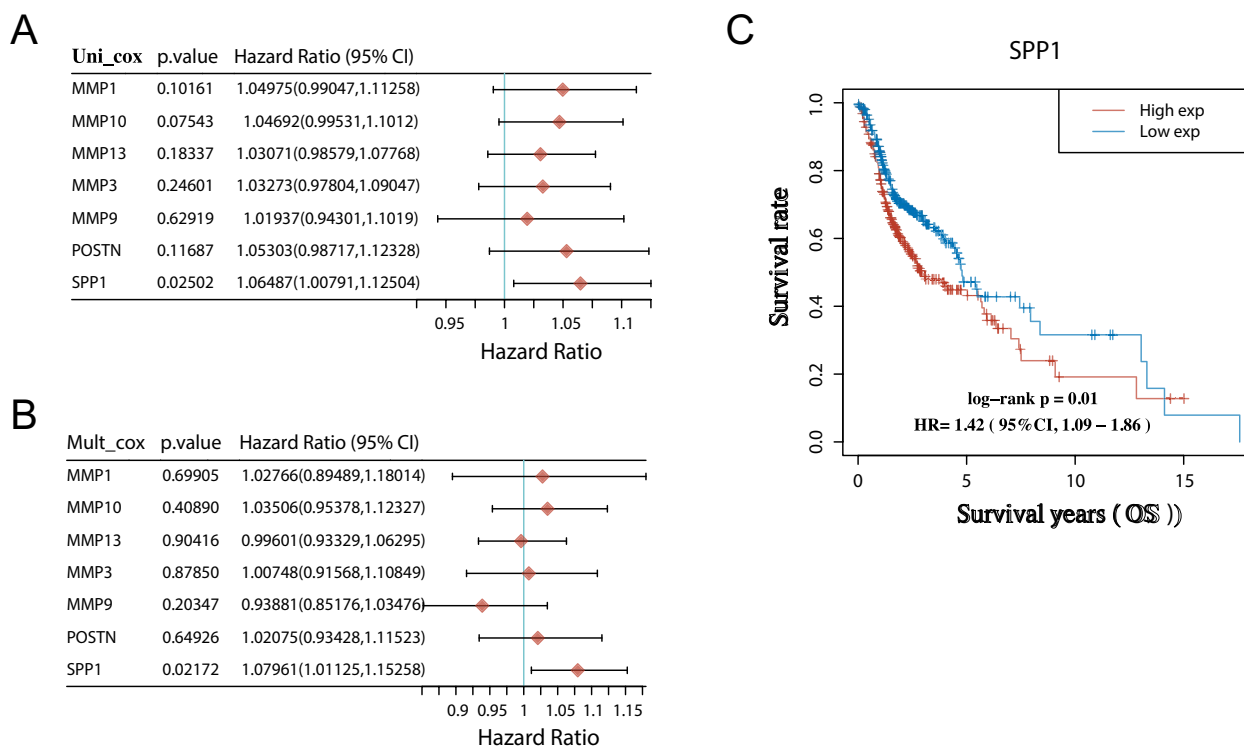 A
Uni_cox p.value Hazard Ratio (95% CI)
MMP1 0.10161 1.04975(0.99047,1.11258)
MMP10 0.07543 1.04692(0.99531,1.1012)
MMP13 0.18337 1.03071(0.98579,1.07768)
MMP3 0.24601 1.03273(0.97804,1.09047)
MMP9 0.62919 1.01937(0.94301,1.1019)
POSTN 0.11687 1.05303(0.98717,1.12328)
SPP1 0.02502 1.06487(1.00791,1.12504)
0.95 1 1.05 1.1
Hazard Ratio
B
Mult_cox p.value Hazard Ratio (95% CI)
MMP1 0.69905 1.02766(0.89489,1.18014)
MMP10 0.40890 1.03506(0.95378,1.12327)
MMP13 0.90416 0.99601(0.93329,1.06295)
MMP3 0.87850 1.00748(0.91568,1.10849)
MMP9 0.20347 0.93881(0.85176,1.03476)
POSTN 0.64926 1.02075(0.93428,1.11523)
SPP1 0.02172 1.07961(1.01125,1.15258)
0.9 0.95 1 1.05 1.1 1.15
Hazard Ratio
C
SPP1
High exp
Low exp
Survival rate
1.0
0.8
0.6
0.4
0.2
0.0
log-rank p = 0.01
HR= 1.42 ( 95%CI, 1.09 − 1.86 )
0 5 10 15
Survival years ( OS ))